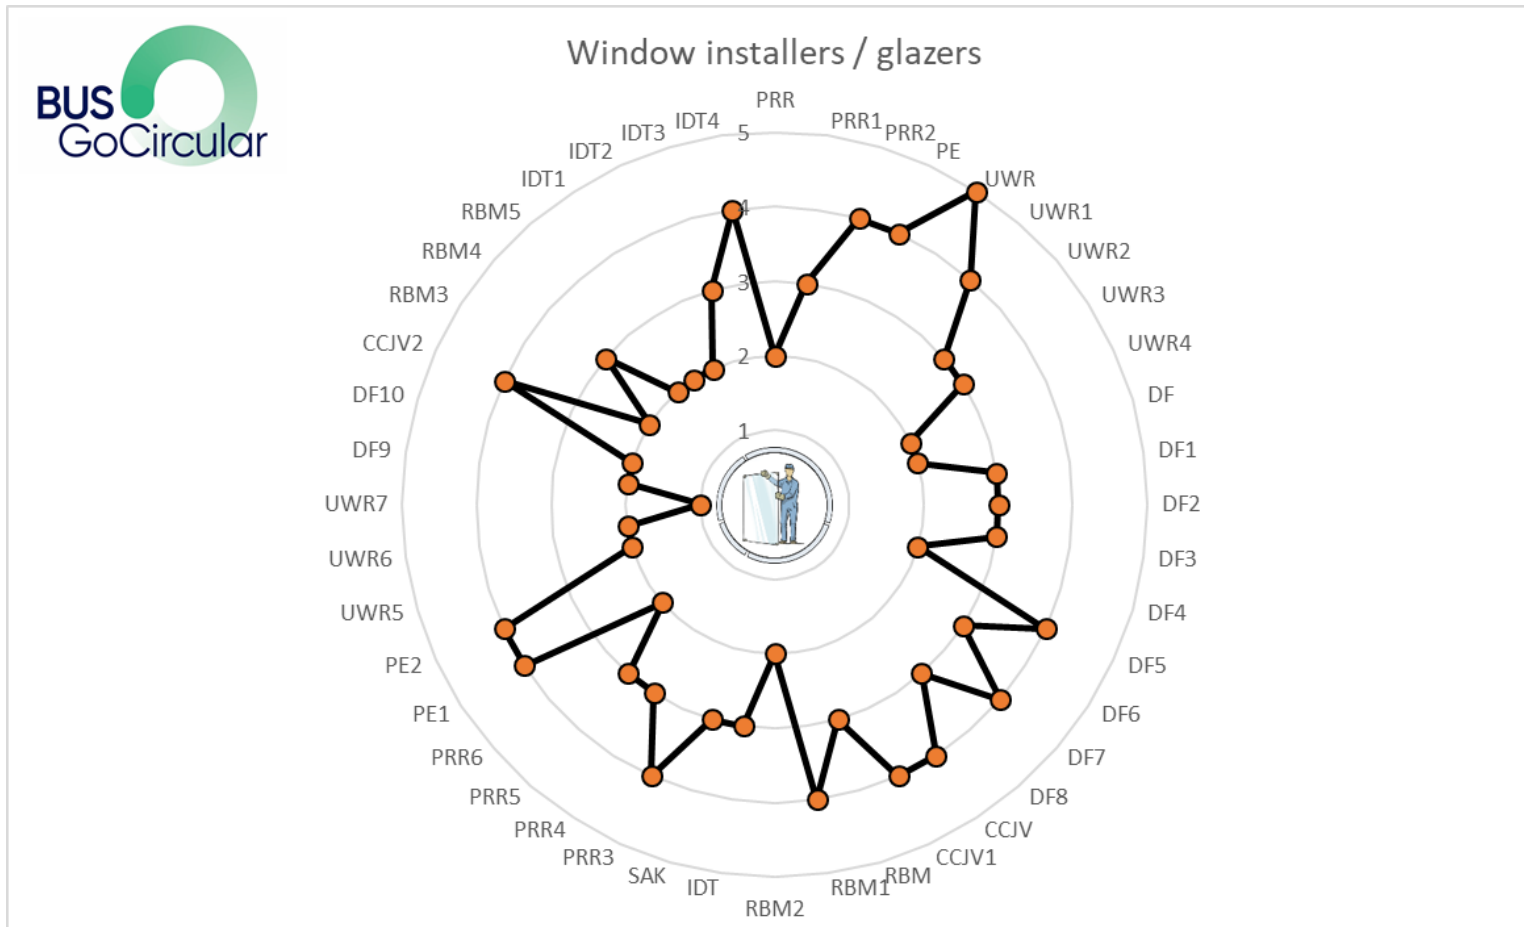 BUS
GoCircular
Window installers / glazers
PRR
PRR1
PRR2
PE
UWR
UWR1
UWR2
UWR3
UWR4
DF
DF1
DF2
DF3
DF4
DF5
DF6
DF7
DF8
CCJV
CCJV1
RBM
RBM1
RBM2
IDT
SAK
PRR3
PRR4
PRR5
PRR6
PE1
PE2
UWR5
UWR6
UWR7
DF9
DF10
CCJV2
RBM3
RBM4
RBM5
IDT1
IDT2
IDT3
IDT4
5
4
3
2
1